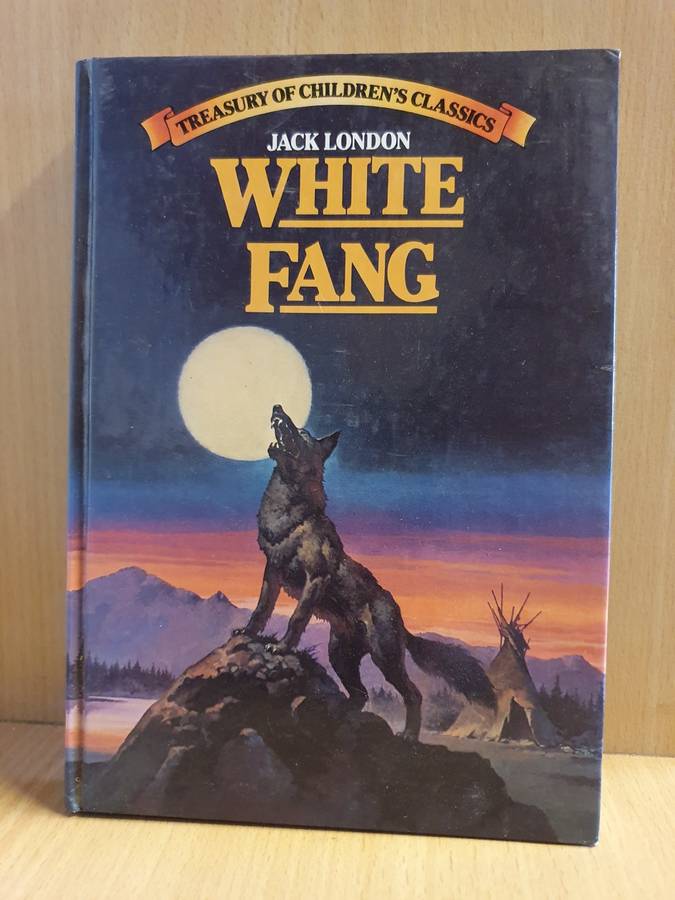 TREASURY OF CHILDREN'S CLASSICS
JACK LONDON
WHITE
FANG